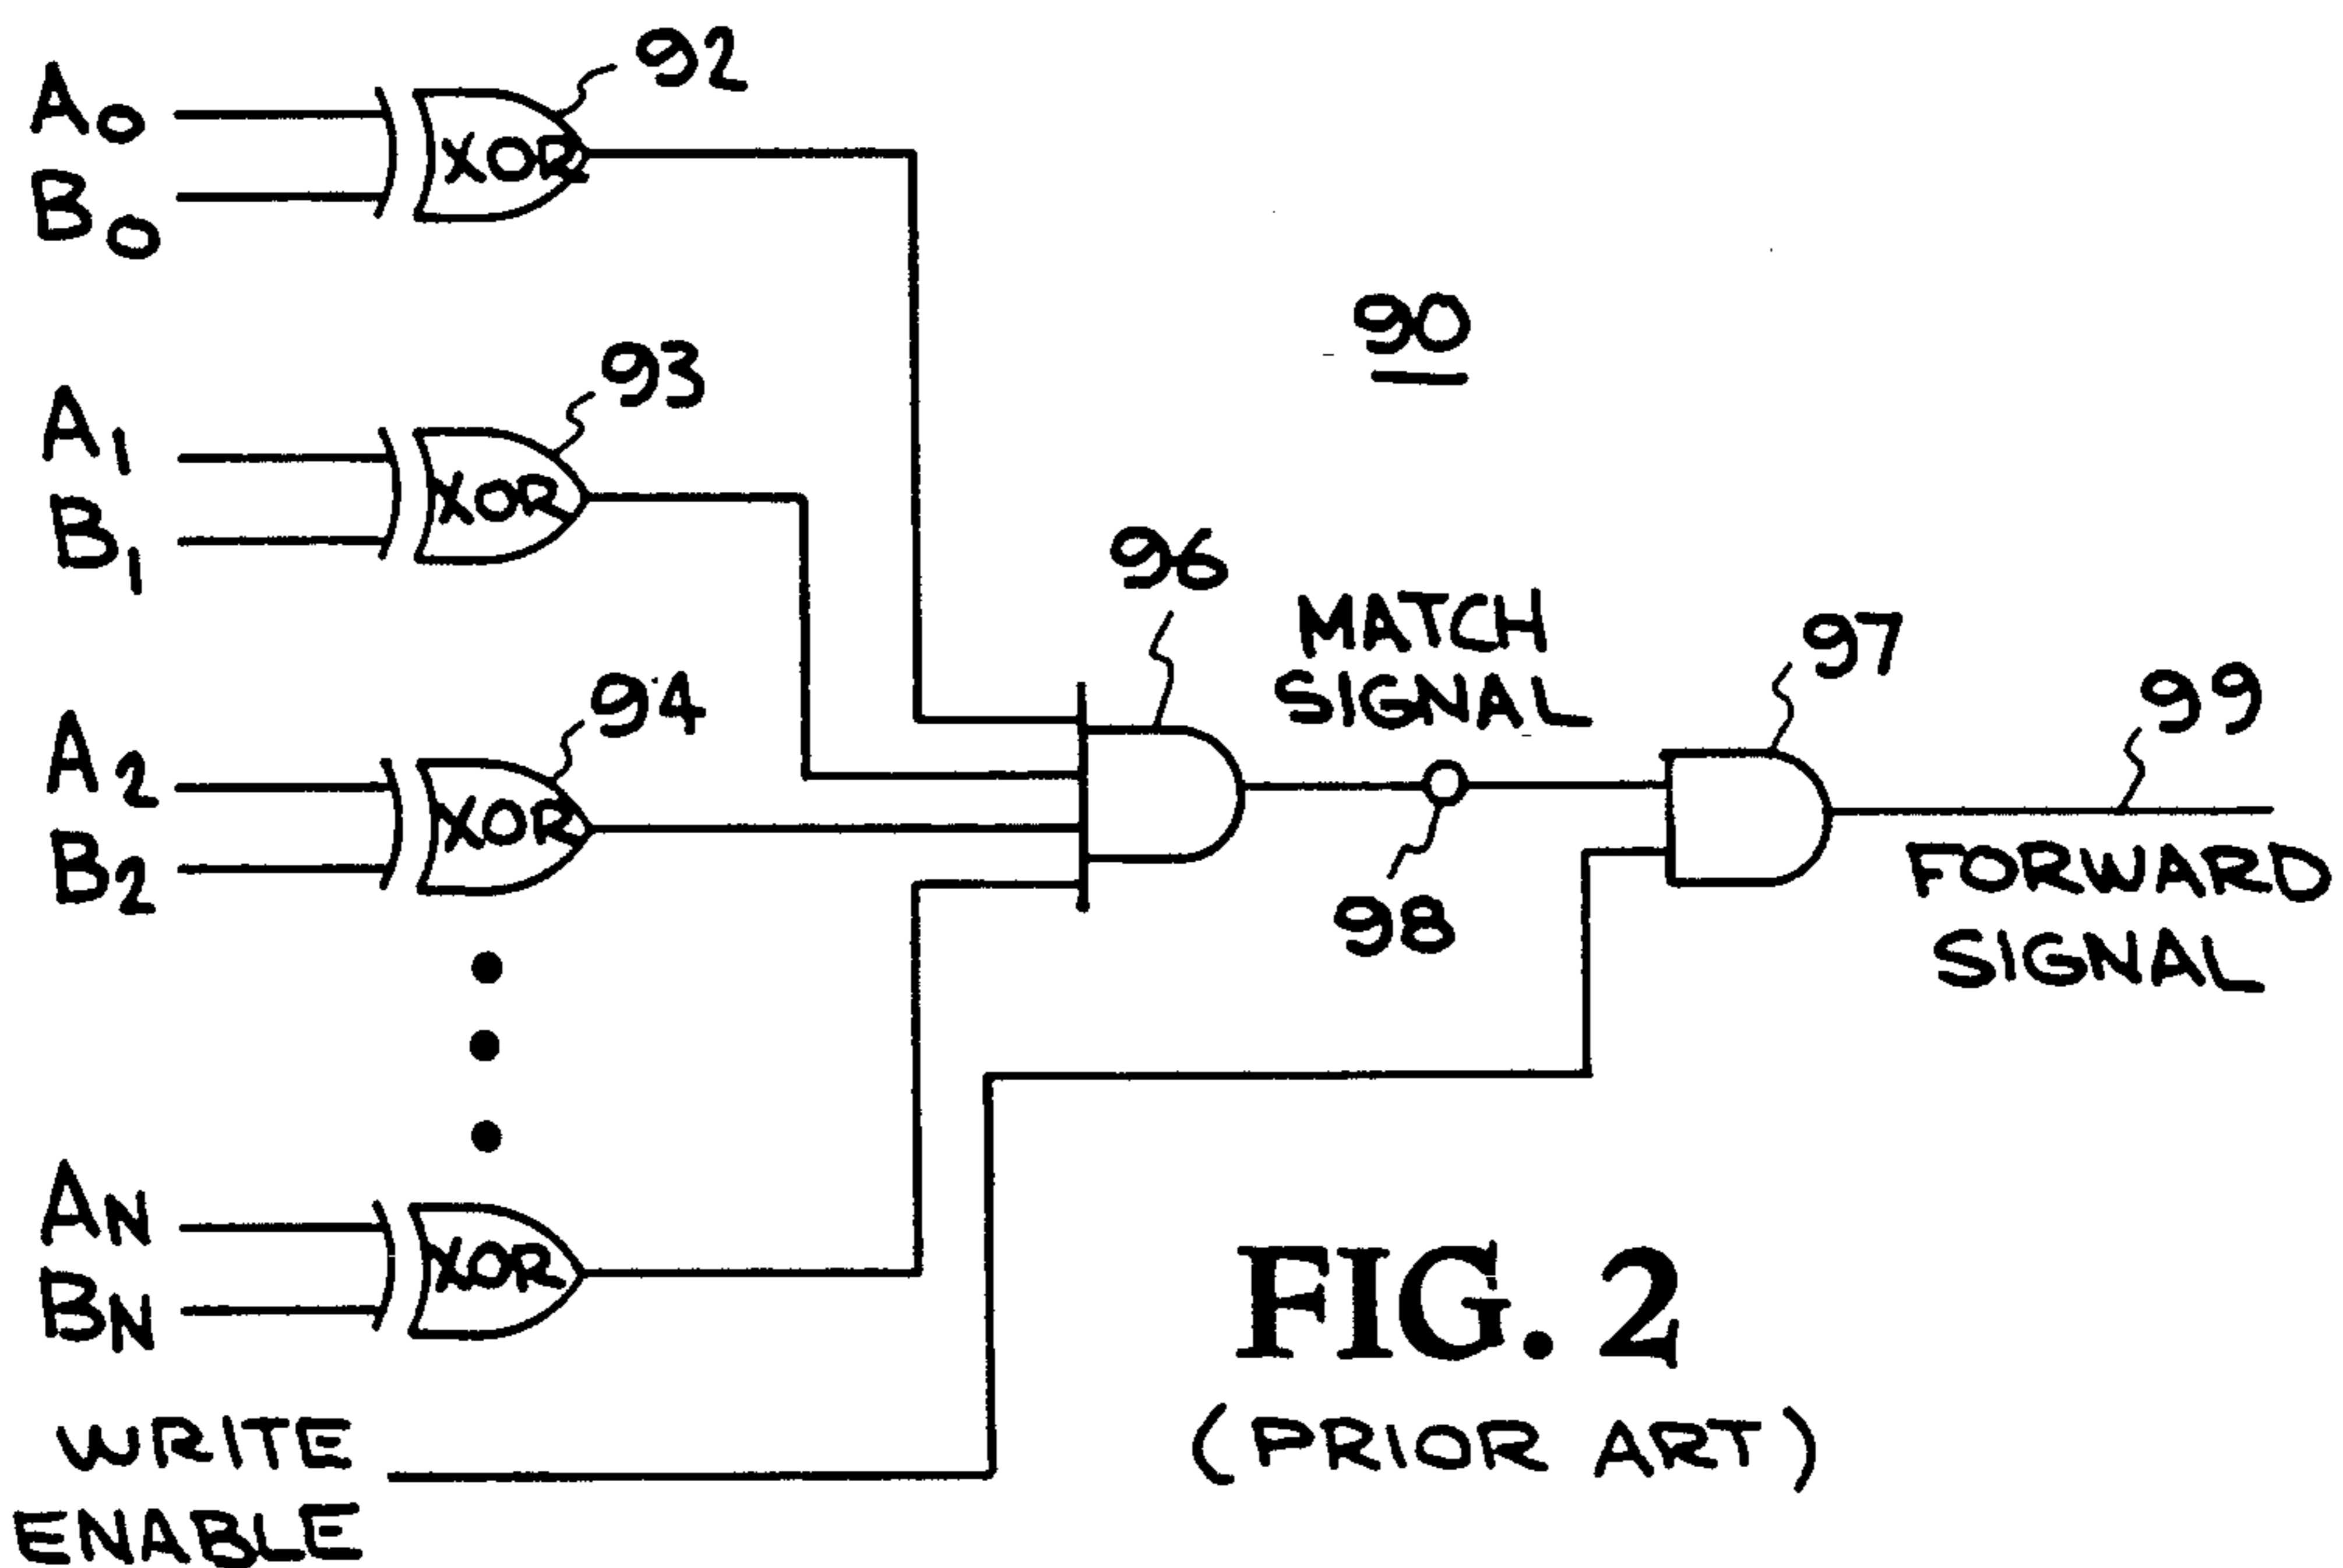 92
A0
XOR
B0
90
93
A1
XOR
B1
96
MATCH
SIGNAL
97
99
94
A2
XOR
B2
98
FORWARD
SIGNAL
AN
XOR
BN
FIG. 2
(PRIOR ART)
WRITE
ENABLE